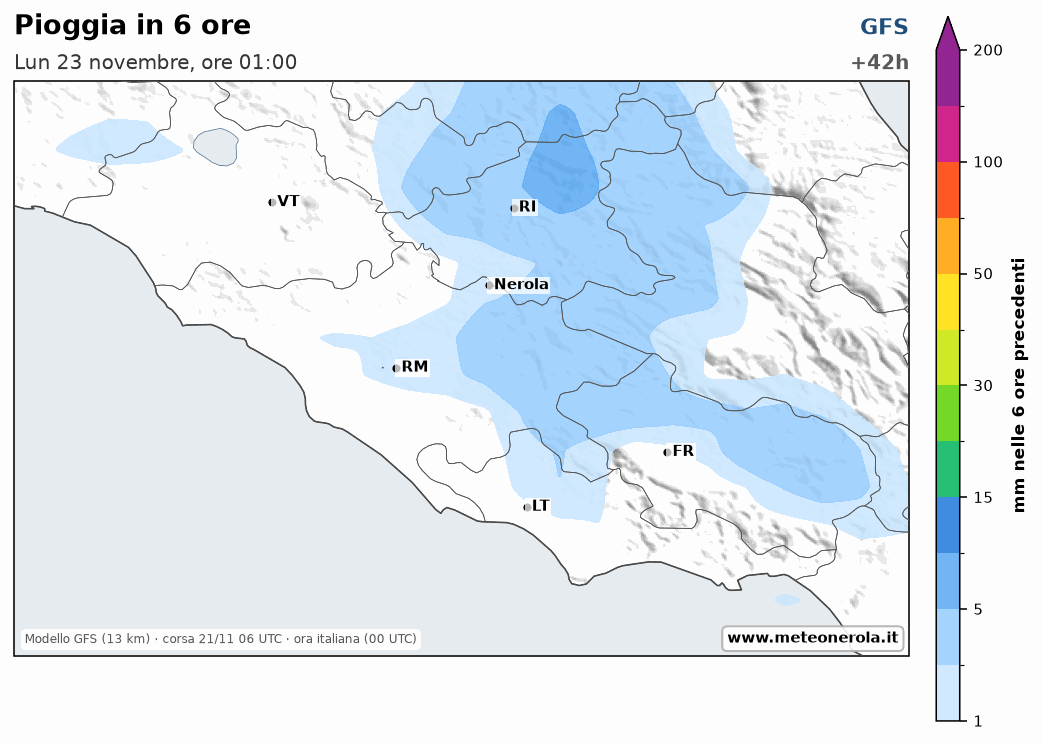 Pioggia in 6 ore
GFS
Lun 23 novembre, ore 01:00
+42h
200
100
50
30
15
5
1
mm nelle 6 ore precedenti
VT
RI
Nerola
RM
FR
LT
Modello GFS (13 km) · corsa 21/11 06 UTC · ora italiana (00 UTC)
www.meteonerola.it